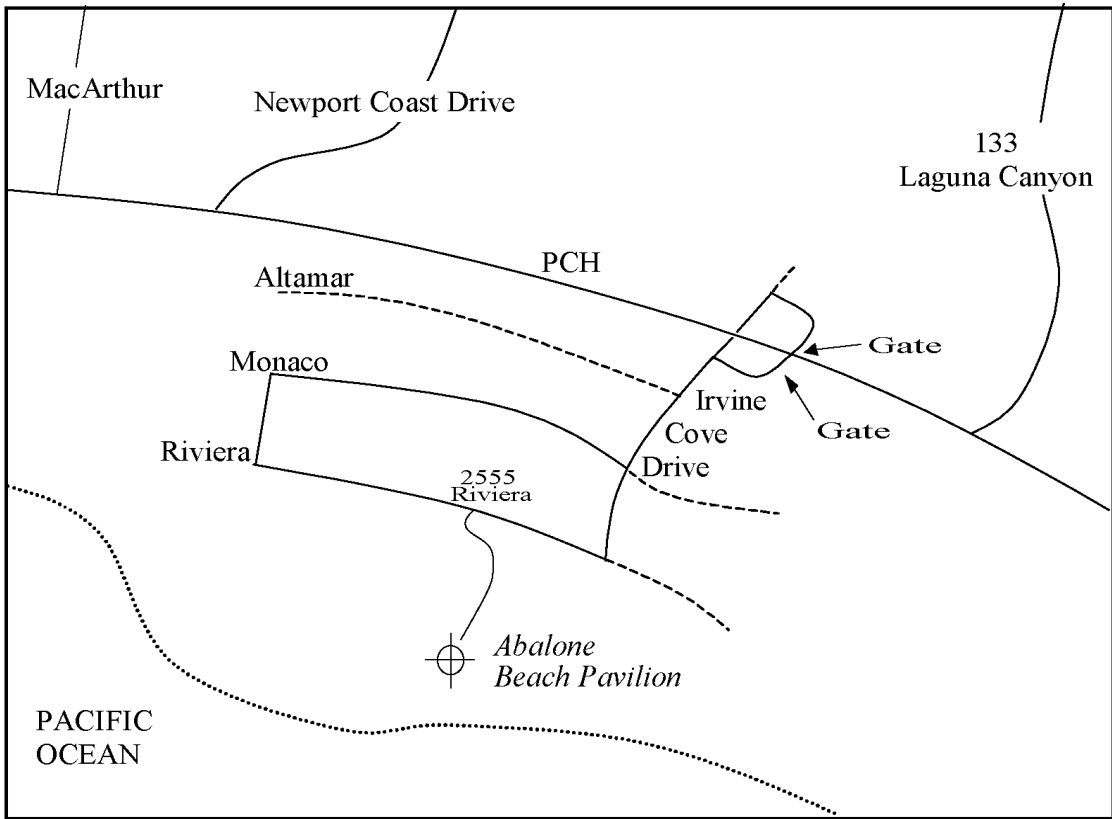 MacArthur
Newport Coast Drive
133
Laguna Canyon
PCH
Altamar
Gate
Monaco
Irvine
Cove
Drive
Gate
Riviera
2555
Riviera
Abalone
Beach Pavilion
PACIFIC
OCEAN